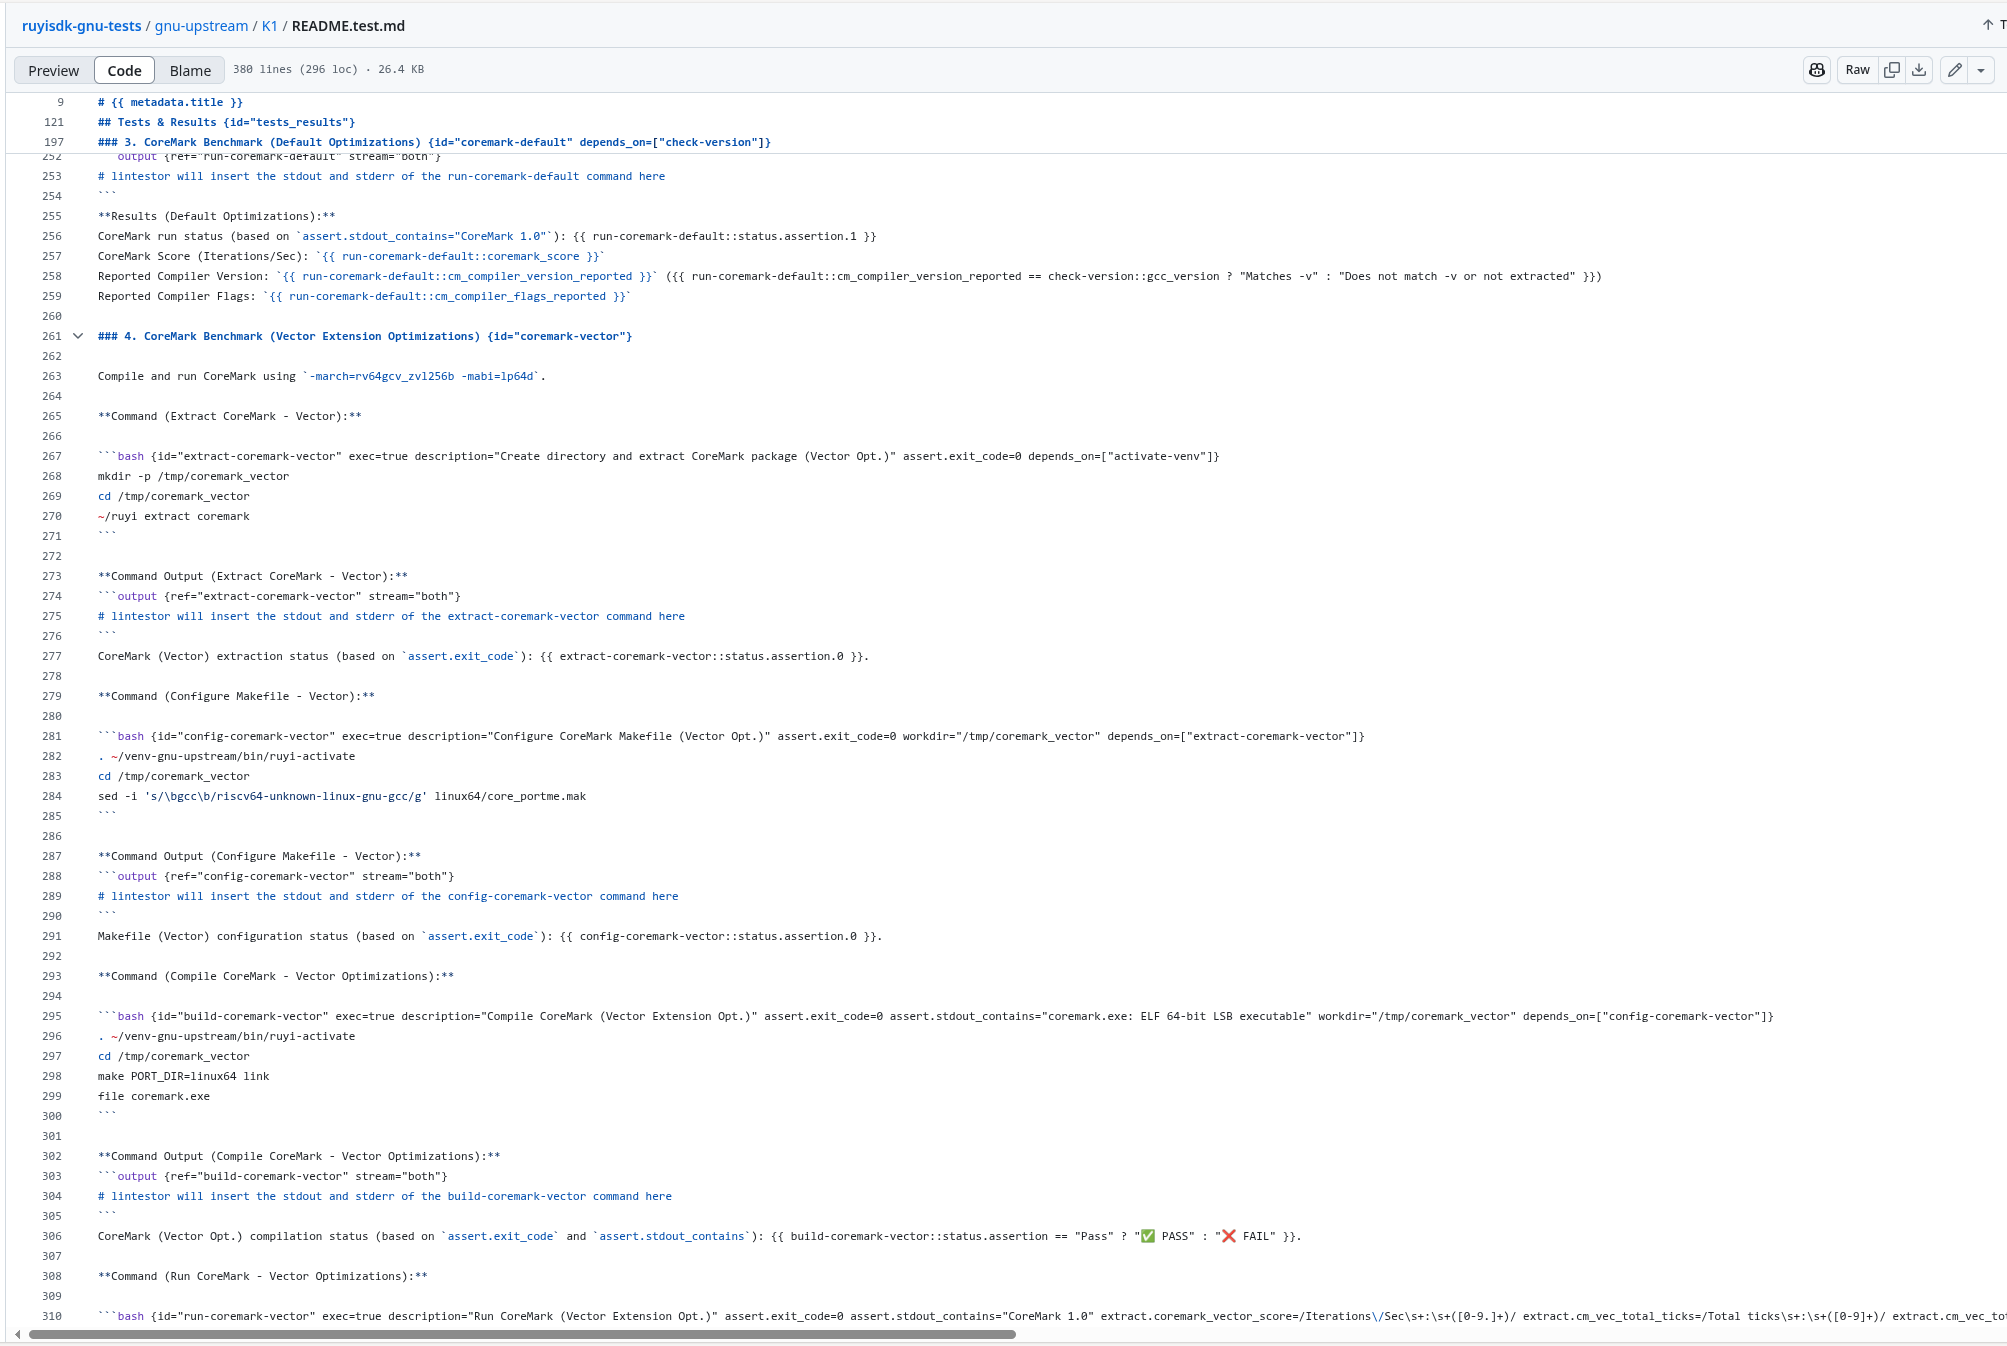 ruyisdk-gnu-tests / gnu-upstream / K1 / README.test.md
Preview Code Blame 380 lines (296 loc) · 26.4 KB Raw
9 # {{ metadata.title }}
121 ## Tests & Results {id="tests_results"}
197 ### 3. CoreMark Benchmark (Default Optimizations) {id="coremark-default" depends_on=["check-version"]}
252 output {ref="run-coremark-default" stream="both"}
253 # lintestor will insert the stdout and stderr of the run-coremark-default command here
254 ```
255 **Results (Default Optimizations):**
256 CoreMark run status (based on `assert.stdout_contains="CoreMark 1.0"`): {{ run-coremark-default::status.assertion.1 }}
257 CoreMark Score (Iterations/Sec): `{{ run-coremark-default::coremark_score }}`
258 Reported Compiler Version: `{{ run-coremark-default::cm_compiler_version_reported }}` ({{ run-coremark-default::cm_compiler_version_reported == check-version::gcc_version ? "Matches -v" : "Does not match -v or not extracted" }})
259 Reported Compiler Flags: `{{ run-coremark-default::cm_compiler_flags_reported }}`
260
261 ### 4. CoreMark Benchmark (Vector Extension Optimizations) {id="coremark-vector"}
262
263 Compile and run CoreMark using `-march=rv64gcv_zvl256b -mabi=lp64d`.
264
265 **Command (Extract CoreMark - Vector):**
266
267 ```bash {id="extract-coremark-vector" exec=true description="Create directory and extract CoreMark package (Vector Opt.)" assert.exit_code=0 depends_on=["activate-venv"]}
268 mkdir -p /tmp/coremark_vector
269 cd /tmp/coremark_vector
270 ~/ruyi extract coremark
271 ```
272
273 **Command Output (Extract CoreMark - Vector):**
274 ```output {ref="extract-coremark-vector" stream="both"}
275 # lintestor will insert the stdout and stderr of the extract-coremark-vector command here
276 ```
277 CoreMark (Vector) extraction status (based on `assert.exit_code`): {{ extract-coremark-vector::status.assertion.0 }}.
278
279 **Command (Configure Makefile - Vector):**
280
281 ```bash {id="config-coremark-vector" exec=true description="Configure CoreMark Makefile (Vector Opt.)" assert.exit_code=0 workdir="/tmp/coremark_vector" depends_on=["extract-coremark-vector"]}
282 . ~/venv-gnu-upstream/bin/ruyi-activate
283 cd /tmp/coremark_vector
284 sed -i 's/\bgcc\b/riscv64-unknown-linux-gnu-gcc/g' linux64/core_portme.mak
285 ```
286
287 **Command Output (Configure Makefile - Vector):**
288 ```output {ref="config-coremark-vector" stream="both"}
289 # lintestor will insert the stdout and stderr of the config-coremark-vector command here
290 ```
291 Makefile (Vector) configuration status (based on `assert.exit_code`): {{ config-coremark-vector::status.assertion.0 }}.
292
293 **Command (Compile CoreMark - Vector Optimizations):**
294
295 ```bash {id="build-coremark-vector" exec=true description="Compile CoreMark (Vector Extension Opt.)" assert.exit_code=0 assert.stdout_contains="coremark.exe: ELF 64-bit LSB executable" workdir="/tmp/coremark_vector" depends_on=["config-coremark-vector"]}
296 . ~/venv-gnu-upstream/bin/ruyi-activate
297 cd /tmp/coremark_vector
298 make PORT_DIR=linux64 link
299 file coremark.exe
300 ```
301
302 **Command Output (Compile CoreMark - Vector Optimizations):**
303 ```output {ref="build-coremark-vector" stream="both"}
304 # lintestor will insert the stdout and stderr of the build-coremark-vector command here
305 ```
306 CoreMark (Vector Opt.) compilation status (based on `assert.exit_code` and `assert.stdout_contains`): {{ build-coremark-vector::status.assertion == "Pass" ? "✅ PASS" : "❌ FAIL" }}.
307
308 **Command (Run CoreMark - Vector Optimizations):**
309
310 ```bash {id="run-coremark-vector" exec=true description="Run CoreMark (Vector Extension Opt.)" assert.exit_code=0 assert.stdout_contains="CoreMark 1.0" extract.coremark_vector_score=/Iterations\/Sec\s+:\s+([0-9.]+)/ extract.cm_vec_total_ticks=/Total ticks\s+:\s+([0-9]+)/ extract.cm_vec_to